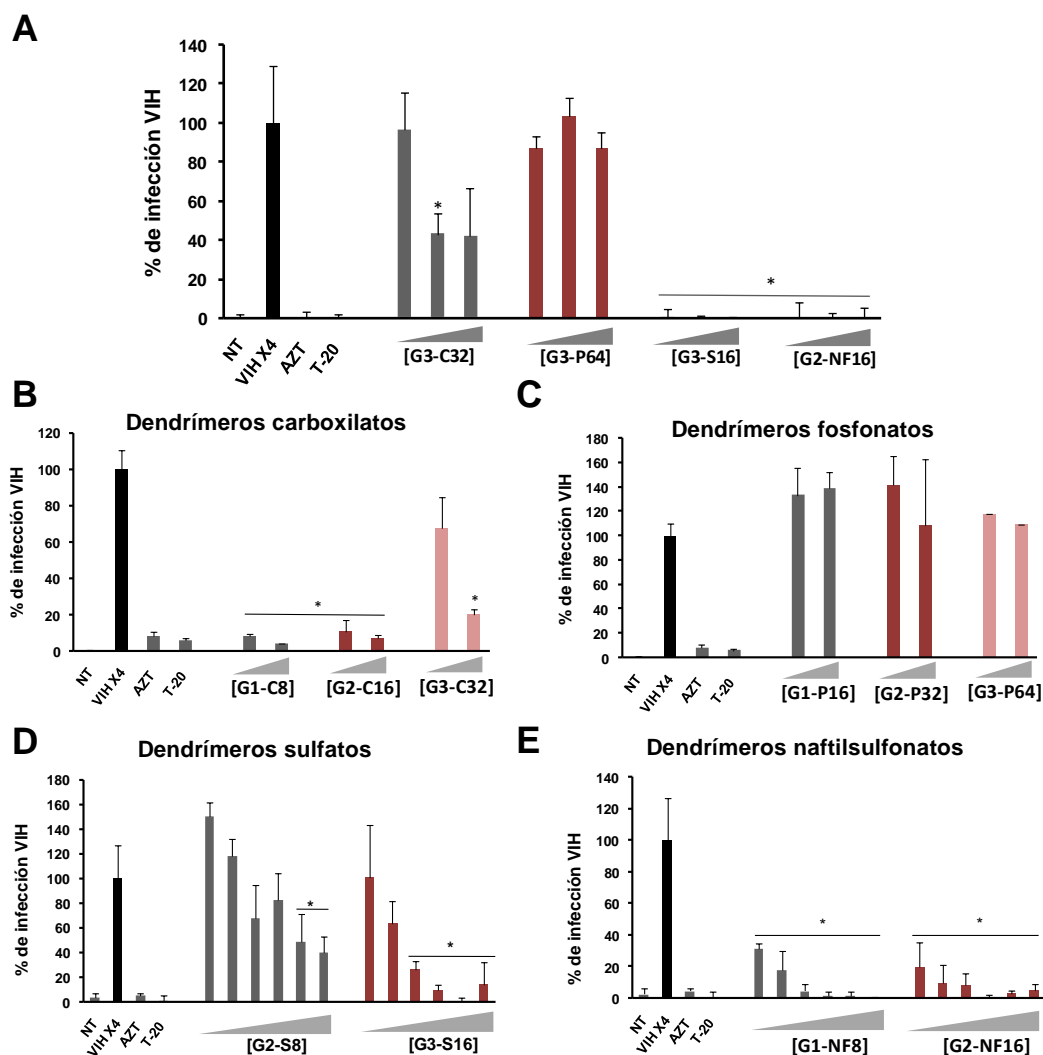 A
% de infección VIH
140
120
100
80
60
40
20
0
*
*
NT
VIH X4
AZT
T-20
[G3-C32]
[G3-P64]
[G3-S16]
[G2-NF16]
B
Dendrímeros carboxilatos
% de infección VIH
120
100
80
60
40
20
0
*
*
NT
VIH X4
AZT
T-20
[G1-C8]
[G2-C16]
[G3-C32]
C
Dendrímeros fosfonatos
% de infección VIH
180
160
140
120
100
80
60
40
20
0
NT
VIH X4
AZT
T-20
[G1-P16]
[G2-P32]
[G3-P64]
D
Dendrímeros sulfatos
% de infección VIH
180
160
140
120
100
80
60
40
20
0
*
*
NT
VIH X4
AZT
T-20
[G2-S8]
[G3-S16]
E
Dendrímeros naftilsulfonatos
% de infección VIH
140
120
100
80
60
40
20
0
*
*
NT
VIH X4
AZT
T-20
[G1-NF8]
[G2-NF16]